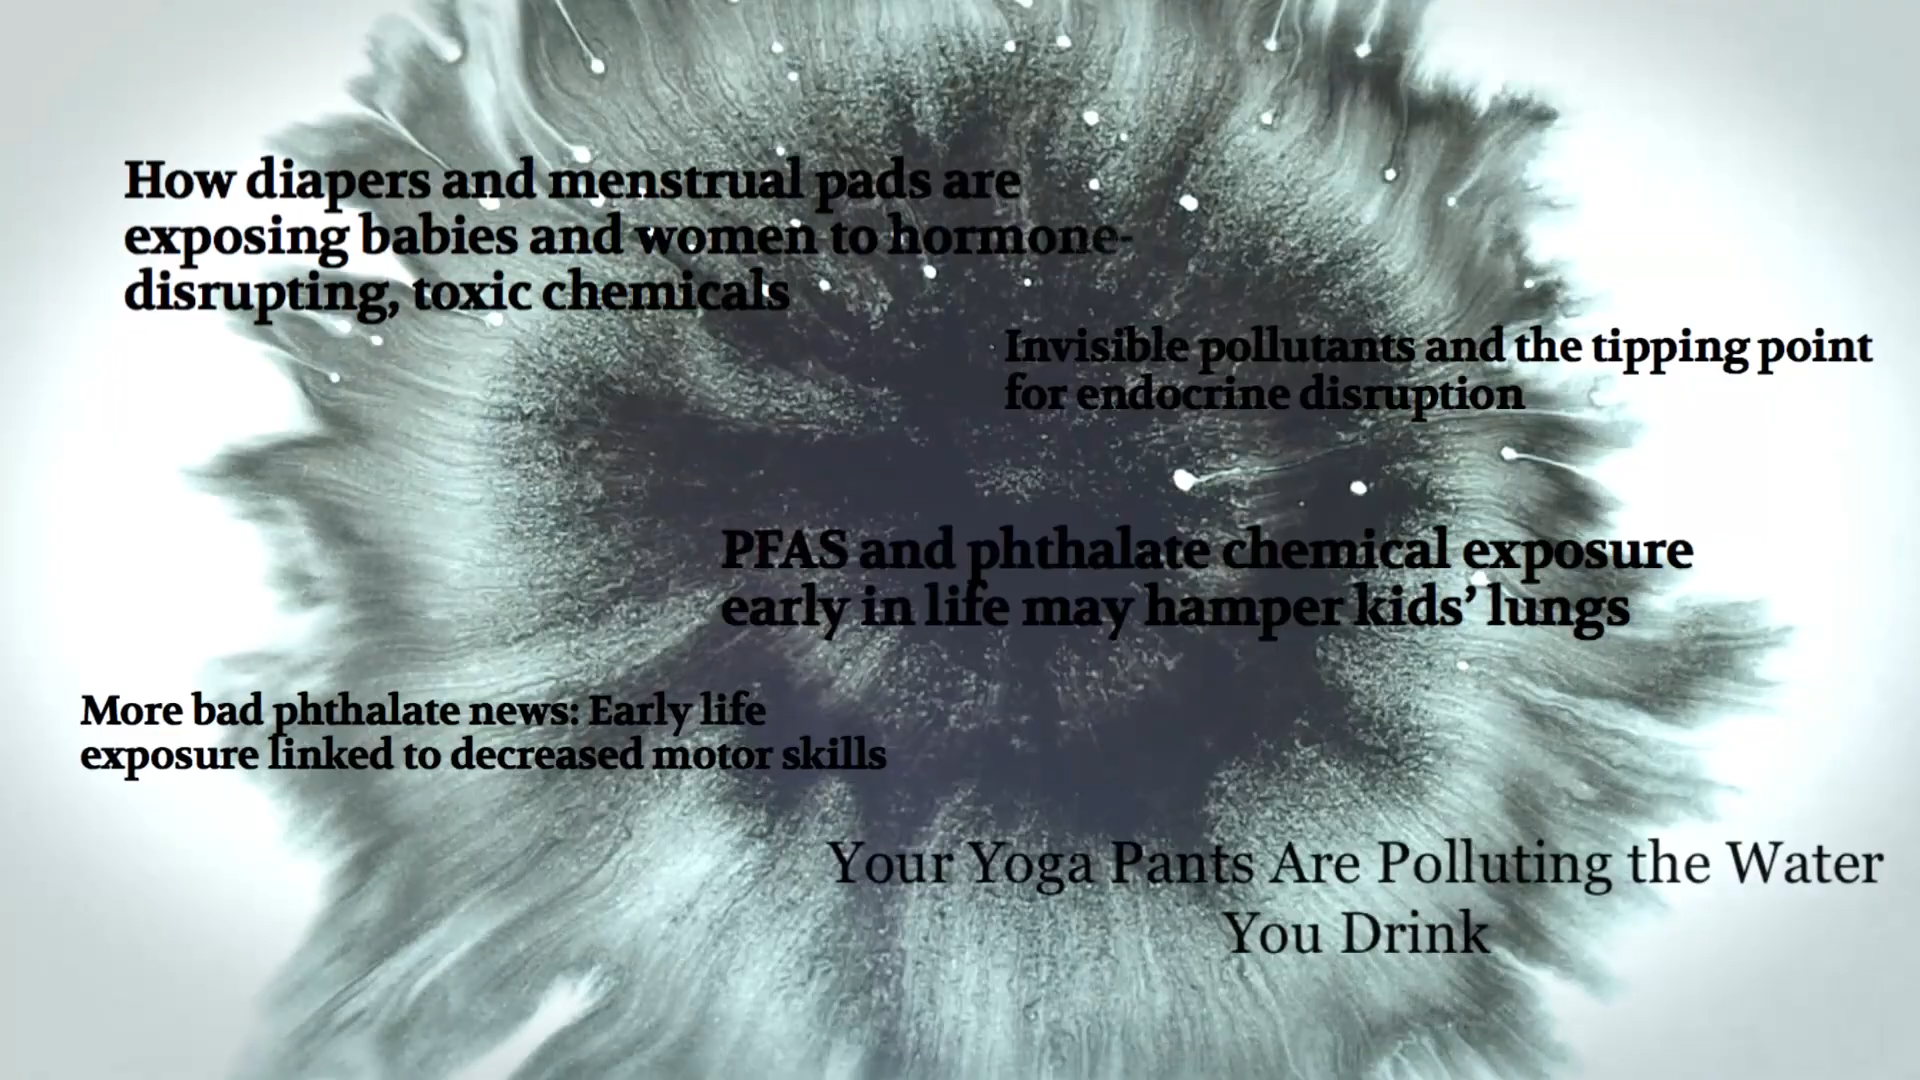 How diapers and menstrual pads are
exposing babies and women to hormone-
disrupting, toxic chemicals
Invisible pollutants and the tipping point
for endocrine disruption
PFAS and phthalate chemical exposure
early in life may hamper kids’ lungs
More bad phthalate news: Early life
exposure linked to decreased motor skills
Your Yoga Pants Are Polluting the Water
You Drink